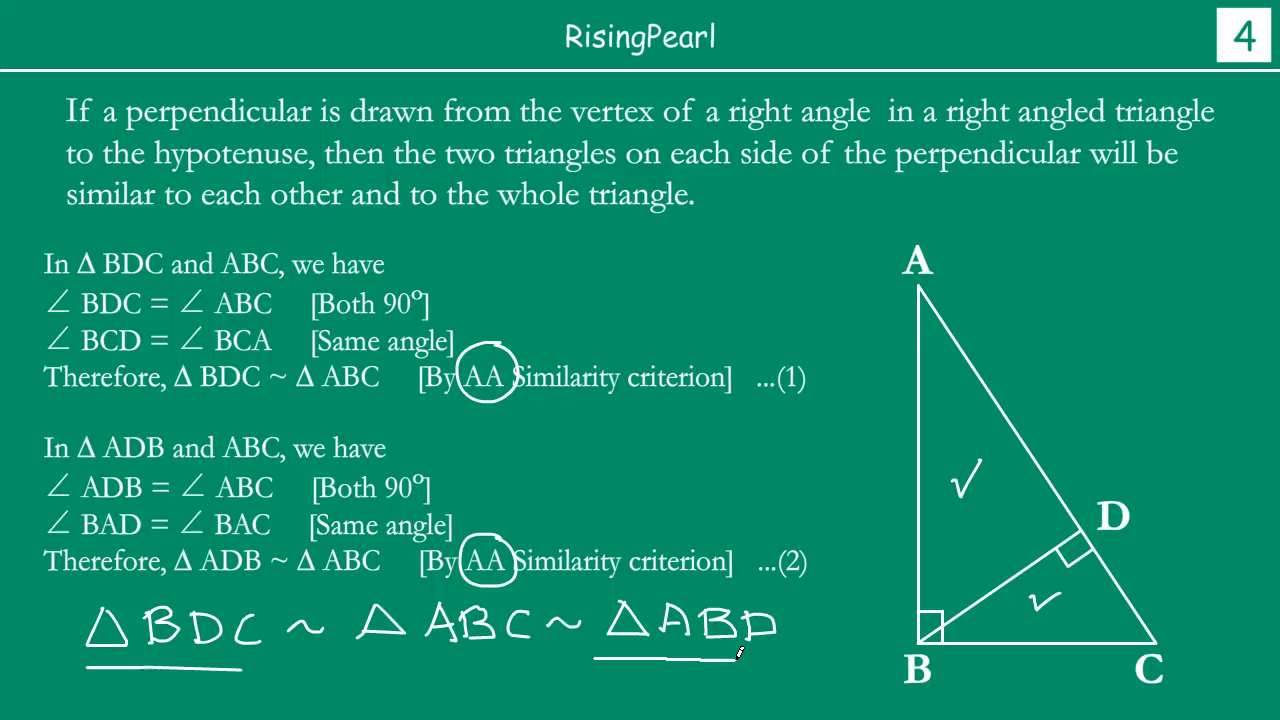 RisingPearl
4
If a perpendicular is drawn from the vertex of a right angle in a right angled triangle
to the hypotenuse, then the two triangles on each side of the perpendicular will be
similar to each other and to the whole triangle.
In Δ BDC and ABC, we have
∠ BDC = ∠ ABC [Both 90º]
∠ BCD = ∠ BCA [Same angle]
Therefore, Δ BDC ~ Δ ABC [By AA Similarity criterion] ...(1)
In Δ ADB and ABC, we have
∠ ADB = ∠ ABC [Both 90º]
∠ BAD = ∠ BAC [Same angle]
Therefore, Δ ADB ~ Δ ABC [By AA Similarity criterion] ...(2)
Δ BDC ~ Δ ABC ~ Δ ABD
A
D
B
C